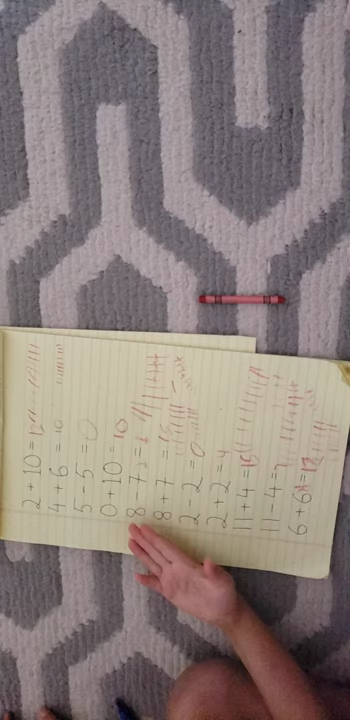 2 + 10 = 12
4 + 6 = 10
5 - 5 = 0
0 + 10 = 10
8 - 7 = 1
8 + 7 = 15
2 - 2 = 0
2 + 2 = 4
11 + 4 = 15
11 - 4 = 7
6 + 6 = 12